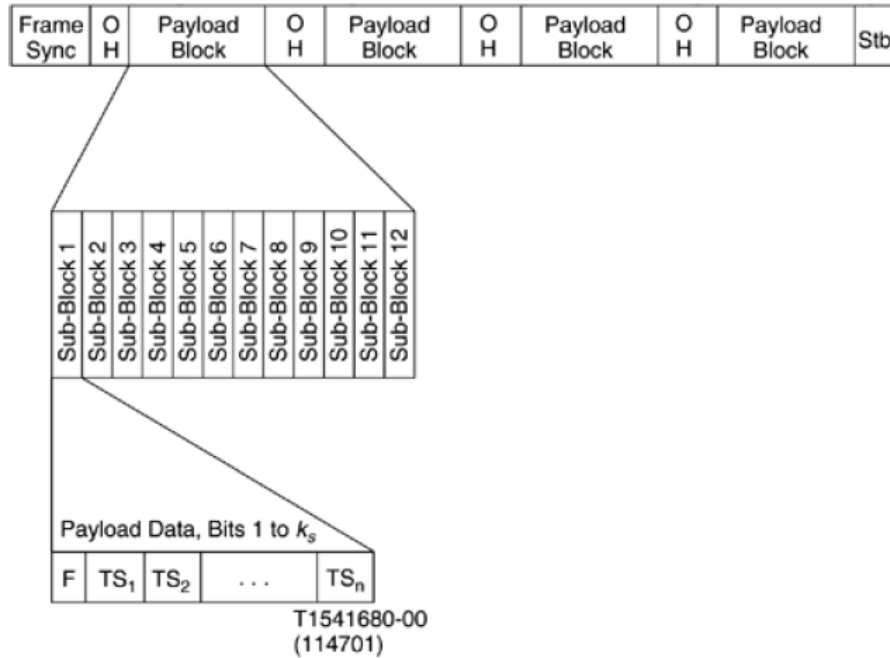 Frame Sync
O H
Payload Block
O H
Payload Block
O H
Payload Block
O H
Payload Block
Stb
Sub-Block 1
Sub-Block 2
Sub-Block 3
Sub-Block 4
Sub-Block 5
Sub-Block 6
Sub-Block 7
Sub-Block 8
Sub-Block 9
Sub-Block 10
Sub-Block 11
Sub-Block 12
Payload Data, Bits 1 to kₛ
F TS₁ TS₂ . . . TSₙ
T1541680-00
(114701)